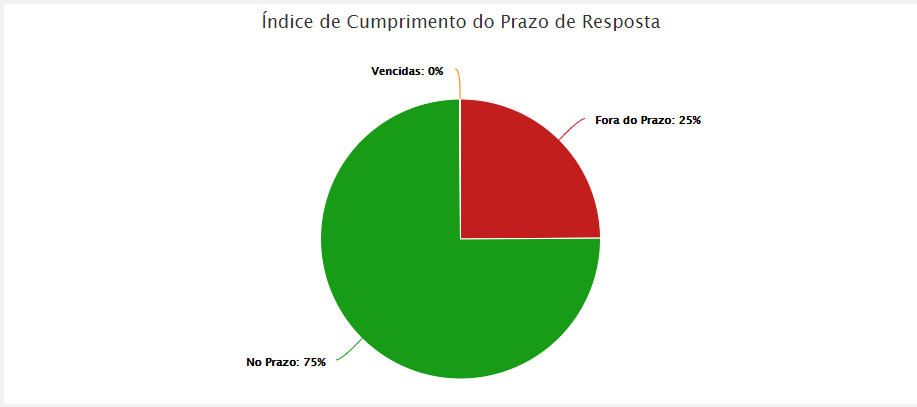 Índice de Cumprimento do Prazo de Resposta
Vencidas: 0%
Fora do Prazo: 25%
No Prazo: 75%